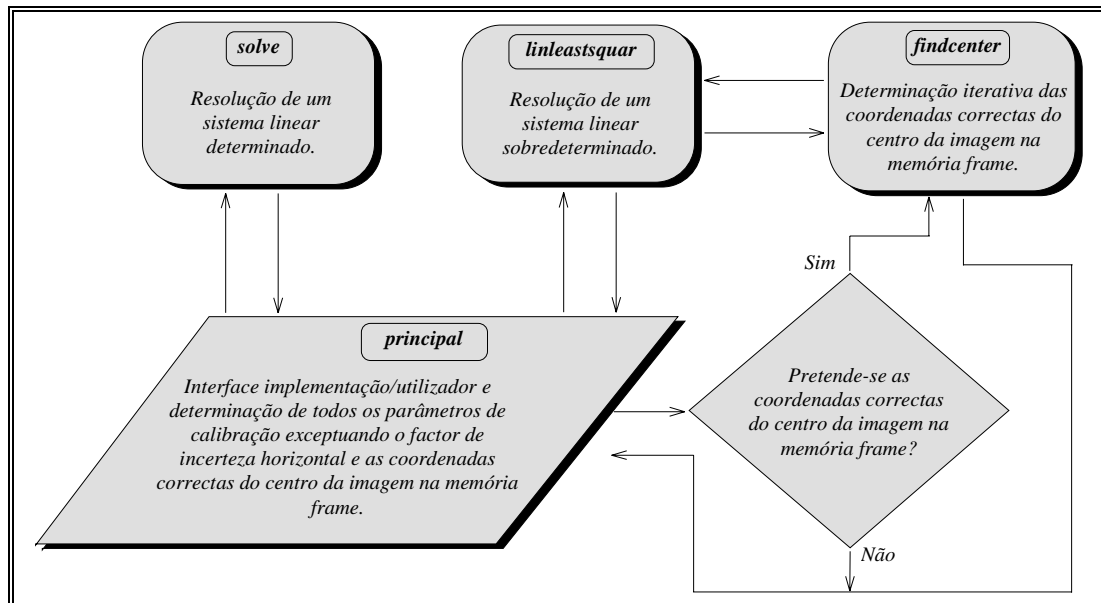 solve
Resolução de um
sistema linear
determinado.
linleastsquar
Resolução de um
sistema linear
sobredeterminado.
findcenter
Determinação iterativa das
coordenadas correctas do
centro da imagem na
memória frame.
Sim
principal
Interface implementação/utilizador e
determinação de todos os parâmetros de
calibração exceptuando o factor de
incerteza horizontal e as coordenadas
correctas do centro da imagem na memória
frame.
Pretende-se as
coordenadas correctas
do centro da imagem na
memória frame?
Não